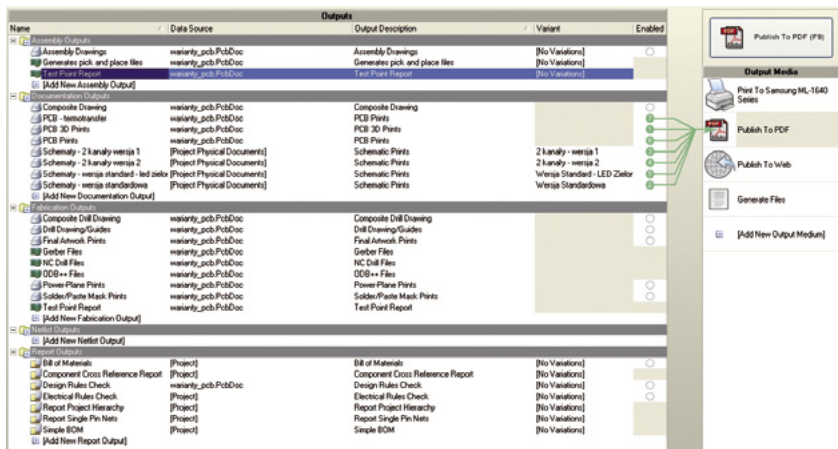 Outputs
Name Data Source Output Description Variant Enabled
Assembly Outputs
Assembly Drawings warianty_pcb.PcbDoc Assembly Drawings [No Variations]
Generates pick and place files warianty_pcb.PcbDoc Generates pick and place files [No Variations]
Test Point Report warianty_pcb.PcbDoc Test Point Report [No Variations]
[Add New Assembly Output]
Documentation Outputs
Composite Drawing warianty_pcb.PcbDoc Composite Drawing
PCB - termotransfer warianty_pcb.PcbDoc PCB Prints
PCB 3D Prints warianty_pcb.PcbDoc PCB 3D Prints
PCB Prints warianty_pcb.PcbDoc PCB Prints
Schematy - 2 kanały wersja 1 [Project Physical Documents] Schematic Prints 2 kanały - wersja 1
Schematy - 2 kanały wersja 2 [Project Physical Documents] Schematic Prints 2 kanały - wersja 2
Schematy - wersja standard - led zielor [Project Physical Documents] Schematic Prints Wersja Standard - LED Zielor
Schematy - wersja standardowa [Project Physical Documents] Schematic Prints Wersja Standardowa
[Add New Documentation Output]
Fabrication Outputs
Composite Drill Drawing warianty_pcb.PcbDoc Composite Drill Drawing
Drill Drawing/Guides warianty_pcb.PcbDoc Drill Drawing/Guides
Final Artwork Prints warianty_pcb.PcbDoc Final Artwork Prints
Gerber Files warianty_pcb.PcbDoc Gerber Files
NC Drill Files warianty_pcb.PcbDoc NC Drill Files
ODB++ Files warianty_pcb.PcbDoc ODB++ Files
Power-Plane Prints warianty_pcb.PcbDoc Power-Plane Prints
Solder/Paste Mask Prints warianty_pcb.PcbDoc Solder/Paste Mask Prints
Test Point Report warianty_pcb.PcbDoc Test Point Report
[Add New Fabrication Output]
Netlist Outputs
[Add New Netlist Output]
Report Outputs
Bill of Materials [Project] Bill of Materials [No Variations]
Component Cross Reference Report [Project] Component Cross Reference Report [No Variations]
Design Rules Check warianty_pcb.PcbDoc Design Rules Check [No Variations]
Electrical Rules Check [Project] Electrical Rules Check [No Variations]
Report Project Hierarchy [Project] Report Project Hierarchy [No Variations]
Report Single Pin Nets [Project] Report Single Pin Nets [No Variations]
Simple BOM [Project] Simple BOM [No Variations]
[Add New Report Output]
Publish To PDF (F9)
Output Media
Print To Samsung ML-1640
Series
Publish To PDF
Publish To Web
Generate Files
[Add New Output Medium]